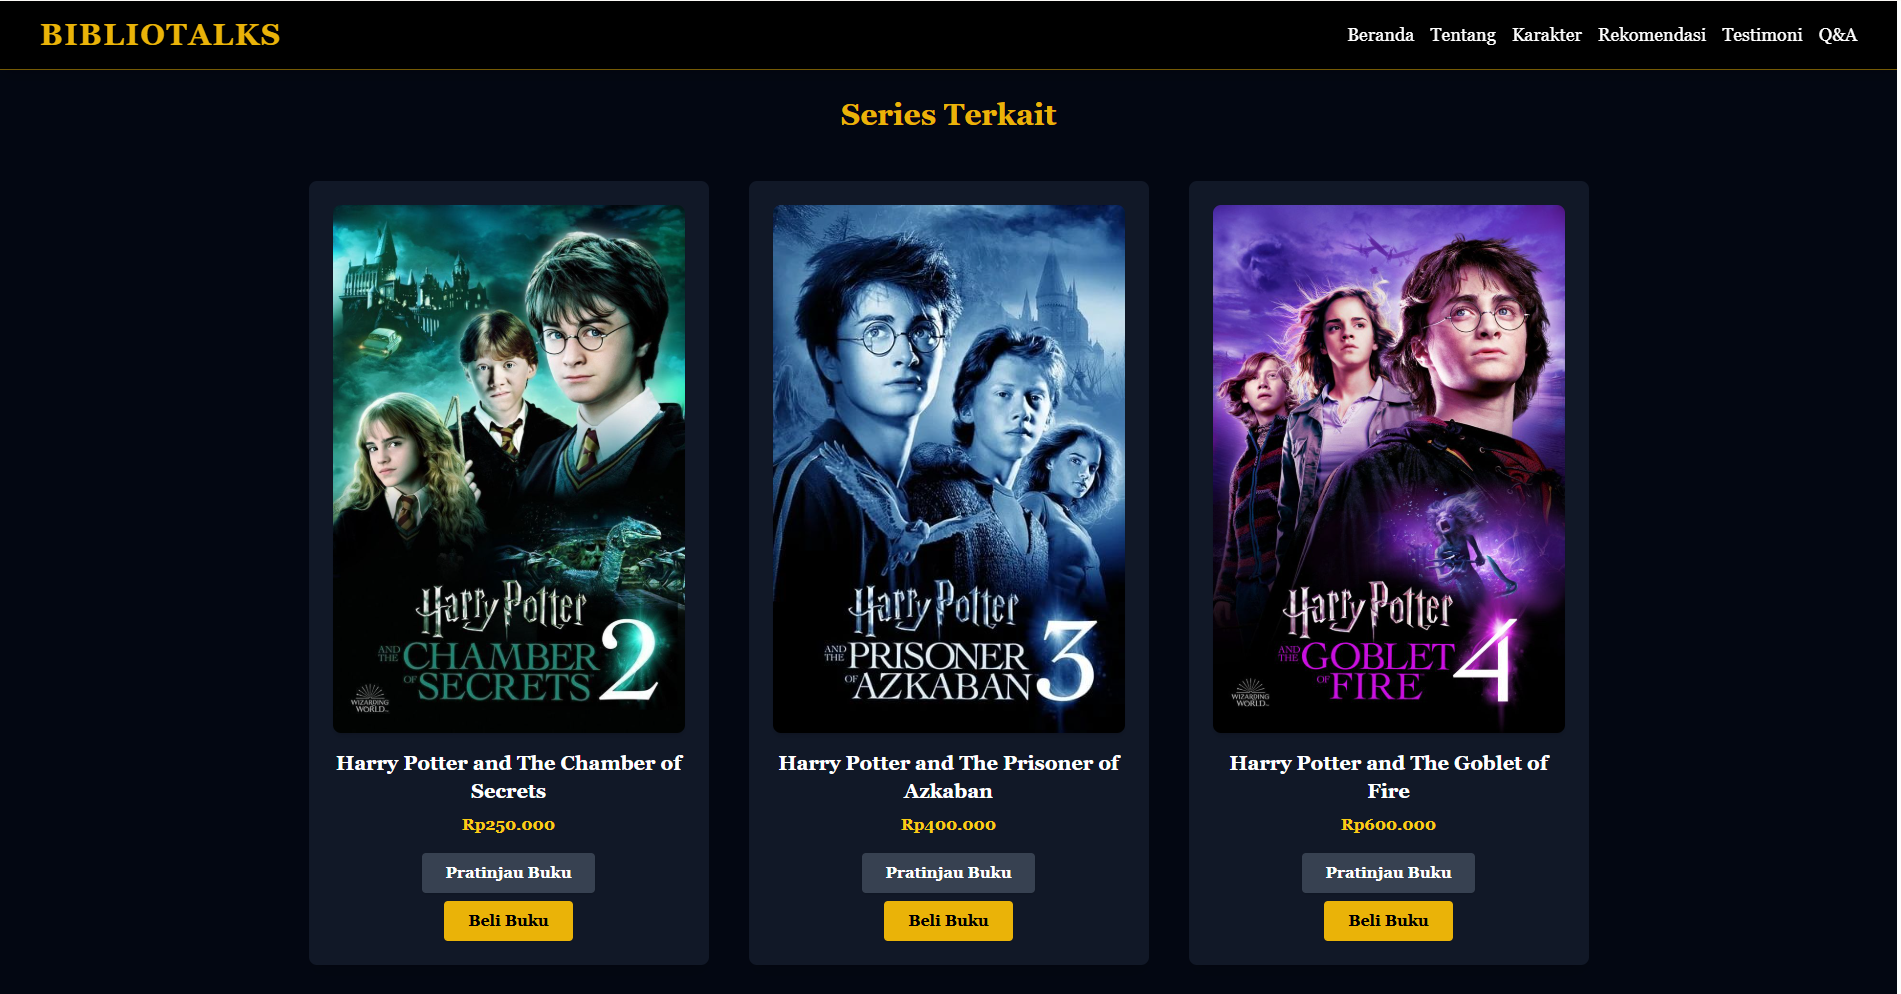 BIBLIOTALKS
Beranda Tentang Karakter Rekomendasi Testimoni Q&A
Series Terkait
Harry Potter
AND THE CHAMBER OF SECRETS 2
WIZARDING WORLD
Harry Potter
AND THE PRISONER OF AZKABAN 3
Harry Potter
AND THE GOBLET OF FIRE 4
WIZARDING WORLD
Harry Potter and The Chamber of
Secrets
Rp250.000
Pratinjau Buku
Beli Buku
Harry Potter and The Prisoner of
Azkaban
Rp400.000
Pratinjau Buku
Beli Buku
Harry Potter and The Goblet of
Fire
Rp600.000
Pratinjau Buku
Beli Buku